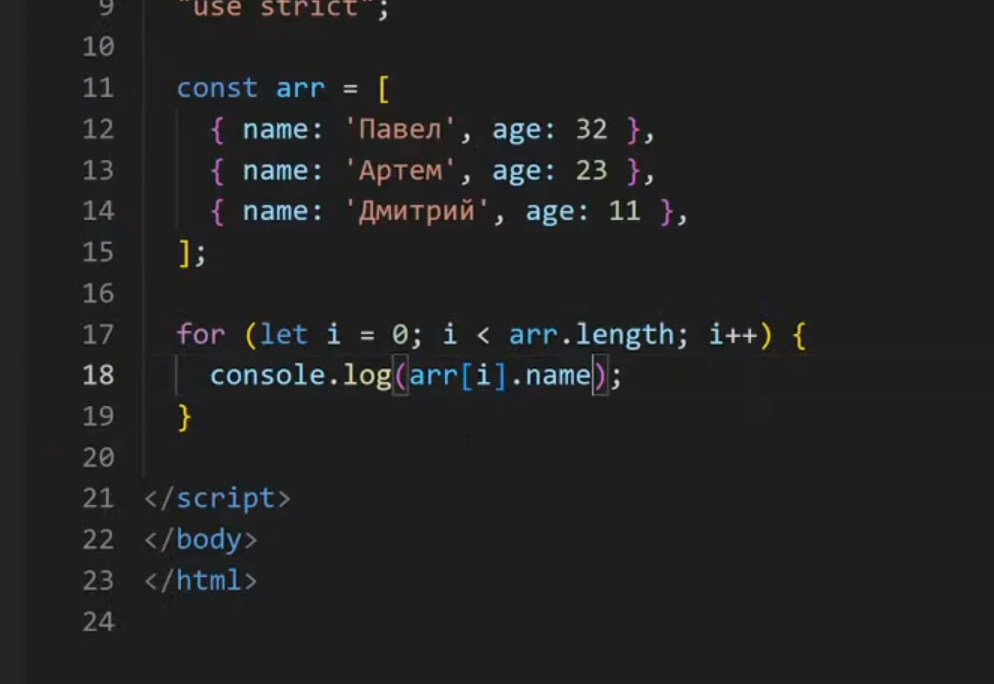 9 "use strict";
10
11 const arr = [
12 { name: 'Павел', age: 32 },
13 { name: 'Артем', age: 23 },
14 { name: 'Дмитрий', age: 11 },
15 ];
16
17 for (let i = 0; i < arr.length; i++) {
18 console.log(arr[i].name);
19 }
20
21 </script>
22 </body>
23 </html>
24